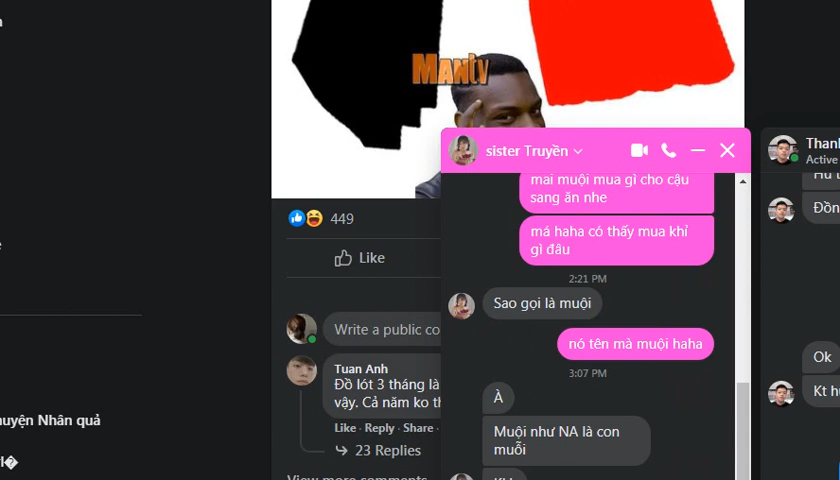 MANTV
sister Truyền
mai muội mua gì cho cậu
sang ăn nhe
má haha có thấy mua khỉ
gì đâu
2:21 PM
Sao gọi là muội
nó tên mà muội haha
3:07 PM
À
Muội như NA là con
muỗi
449
Like
Write a public co
Tuan Anh
Đồ lót 3 tháng là
vậy. Cả năm ko th
Like · Reply · Share ·
23 Replies
View more comments
uyện Nhân quả
Thanh
Active
Đồn
Ok
Kt h